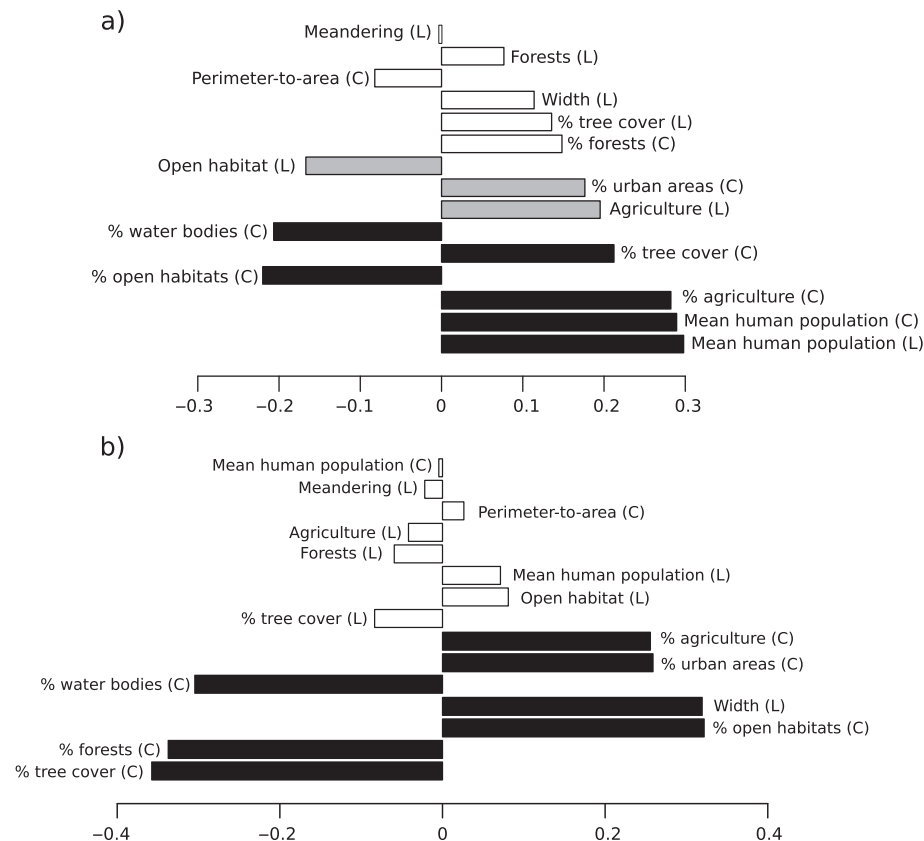 a)
Meandering (L)
Forests (L)
Perimeter-to-area (C)
Width (L)
% tree cover (L)
% forests (C)
Open habitat (L)
% urban areas (C)
Agriculture (L)
% water bodies (C)
% tree cover (C)
% open habitats (C)
% agriculture (C)
Mean human population (C)
Mean human population (L)
−0.3 −0.2 −0.1 0 0.1 0.2 0.3
b)
Mean human population (C)
Meandering (L)
Perimeter-to-area (C)
Agriculture (L)
Forests (L)
Mean human population (L)
Open habitat (L)
% tree cover (L)
% agriculture (C)
% urban areas (C)
% water bodies (C)
Width (L)
% open habitats (C)
% forests (C)
% tree cover (C)
−0.4 −0.2 0 0.2 0.4